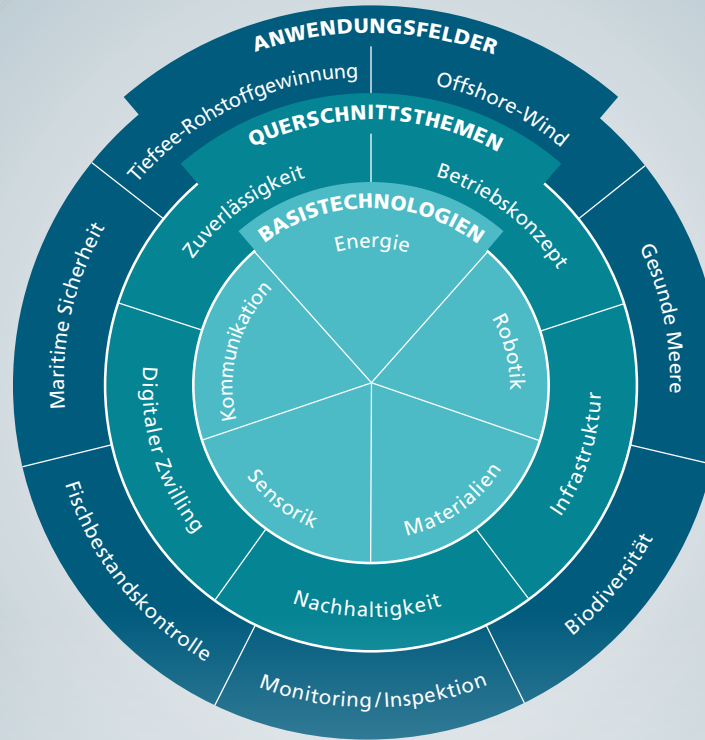 ANWENDUNGSFELDER
Tiefsee-Rohstoffgewinnung
Offshore-Wind
Gesunde Meere
Biodiversität
Monitoring/Inspektion
Fischbestandskontrolle
Maritime Sicherheit
QUERSCHNITTSTHEMEN
Zuverlässigkeit
Betriebskonzept
Infrastruktur
Nachhaltigkeit
Digitaler Zwilling
BASISTECHNOLOGIEN
Energie
Robotik
Materialien
Sensorik
Kommunikation